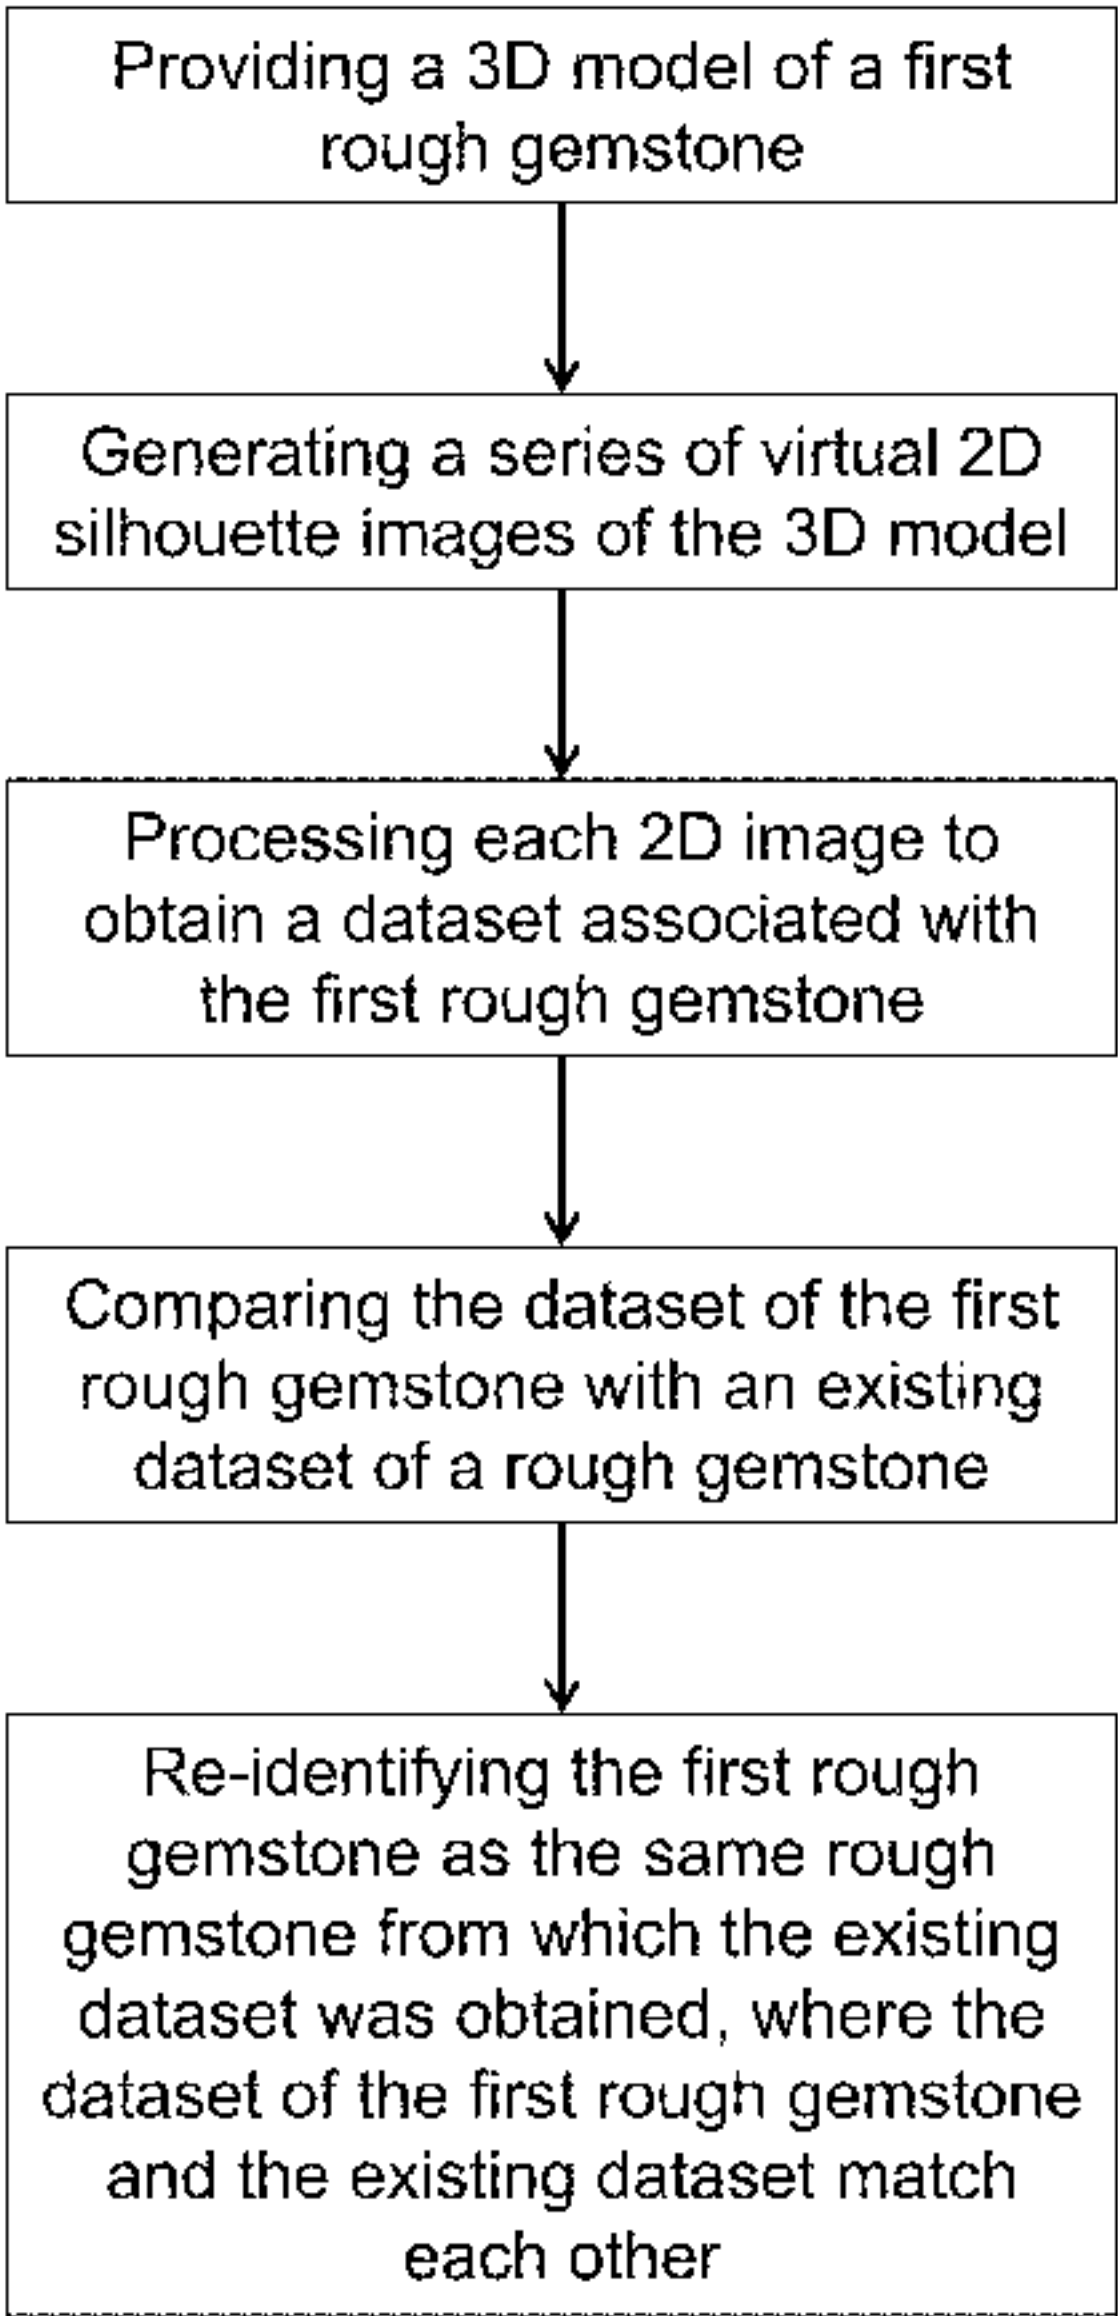 Providing a 3D model of a first
rough gemstone
Generating a series of virtual 2D
silhouette images of the 3D model
Processing each 2D image to
obtain a dataset associated with
the first rough gemstone
Comparing the dataset of the first
rough gemstone with an existing
dataset of a rough gemstone
Re-identifying the first rough
gemstone as the same rough
gemstone from which the existing
dataset was obtained, where the
dataset of the first rough gemstone
and the existing dataset match
each other